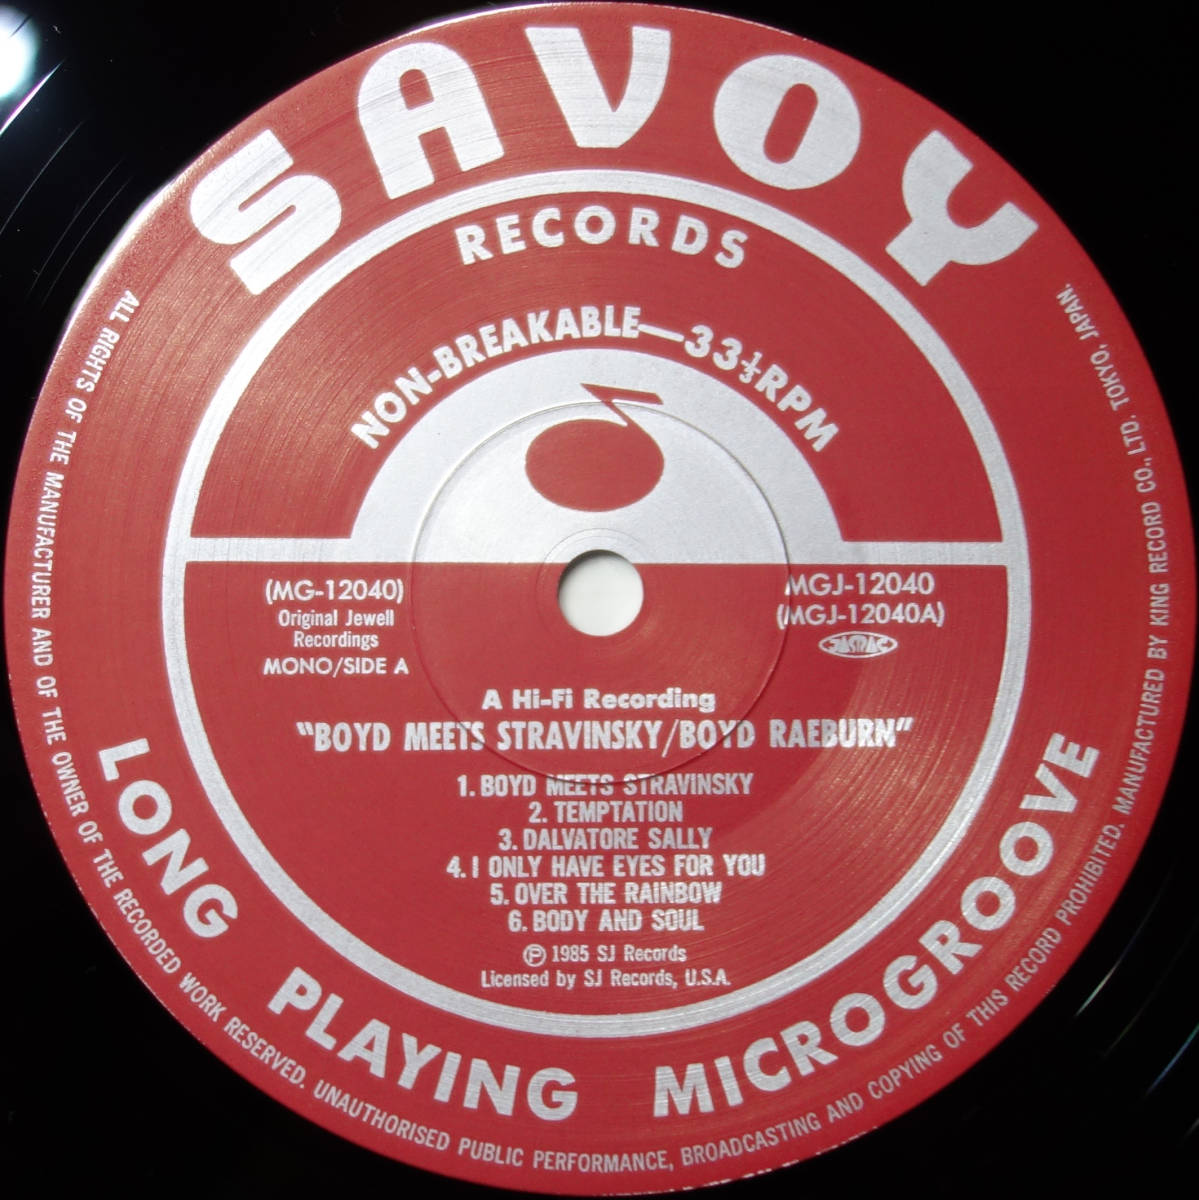 SAVOY
RECORDS
NON-BREAKABLE—33⅓RPM
(MG-12040)
Original Jewell
Recordings
MONO/SIDE A
MGJ-12040
(MGJ-12040A)
JASRAC
A Hi-Fi Recording
"BOYD MEETS STRAVINSKY/BOYD RAEBURN"
1. BOYD MEETS STRAVINSKY
2. TEMPTATION
3. DALVATORE SALLY
4. I ONLY HAVE EYES FOR YOU
5. OVER THE RAINBOW
6. BODY AND SOUL
Ⓟ 1985 SJ Records
Licensed by SJ Records, U.S.A.
LONG PLAYING MICROGROOVE
ALL RIGHTS OF THE MANUFACTURER AND OF THE OWNER OF THE RECORDED WORK RESERVED. UNAUTHORISED PUBLIC PERFORMANCE, BROADCASTING AND COPYING OF THIS RECORD PROHIBITED. MANUFACTURED BY KING RECORD CO., LTD. TOKYO, JAPAN.